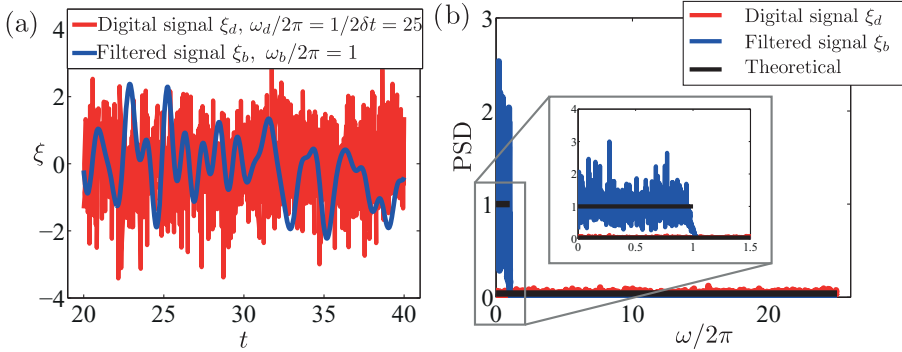 (a)
Digital signal ξ_d, ω_d/2π = 1/2δt = 25
Filtered signal ξ_b, ω_b/2π = 1
4
2
0
−2
−4
ξ
20
25
30
35
40
t
(b)
Digital signal ξ_d
Filtered signal ξ_b
Theoretical
3
2
1
0
PSD
4
3
2
1
0
0
0.5
1
1.5
10
20
ω/2π